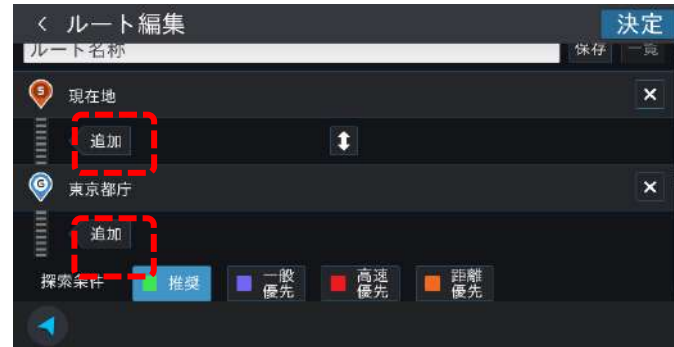 ルート編集 決定
ルート名称 保存 一覧
S 現在地
追加
G 東京都庁
追加
探索条件 推奨 一般優先 高速優先 距離優先